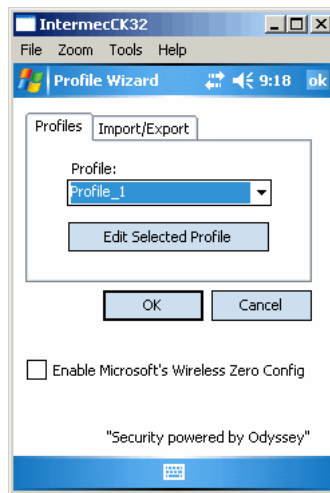 IntermecCK32
File Zoom Tools Help
Profile Wizard 9:18 ok
Profiles Import/Export
Profile:
Profile_1
Edit Selected Profile
OK Cancel
Enable Microsoft's Wireless Zero Config
"Security powered by Odyssey"